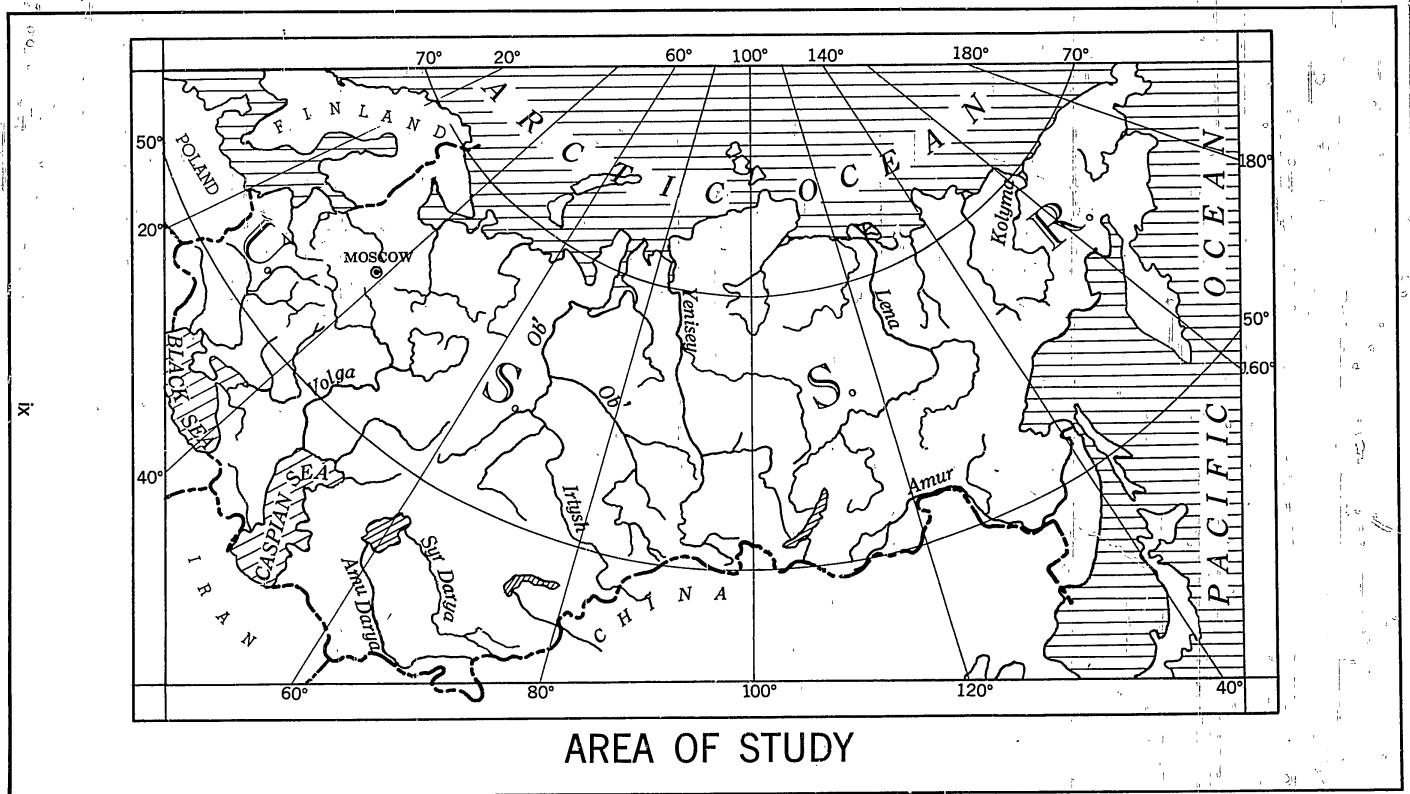 70° 20° 60° 100° 140° 180° 70°
ARCTIC OCEAN
FINLAND
50°
POLAND
180°
20°
Kolyma
U. S. S. R.
MOSCOW
PACIFIC OCEAN
Yenisey
Lena
Ob'
50°
BLACK SEA
Volga
160°
Ob'
40°
CASPIAN SEA
Irtysh
Amur
Syr Darya
Amu Darya
IRAN
CHINA
60° 80° 100° 120° 40°
AREA OF STUDY
ix